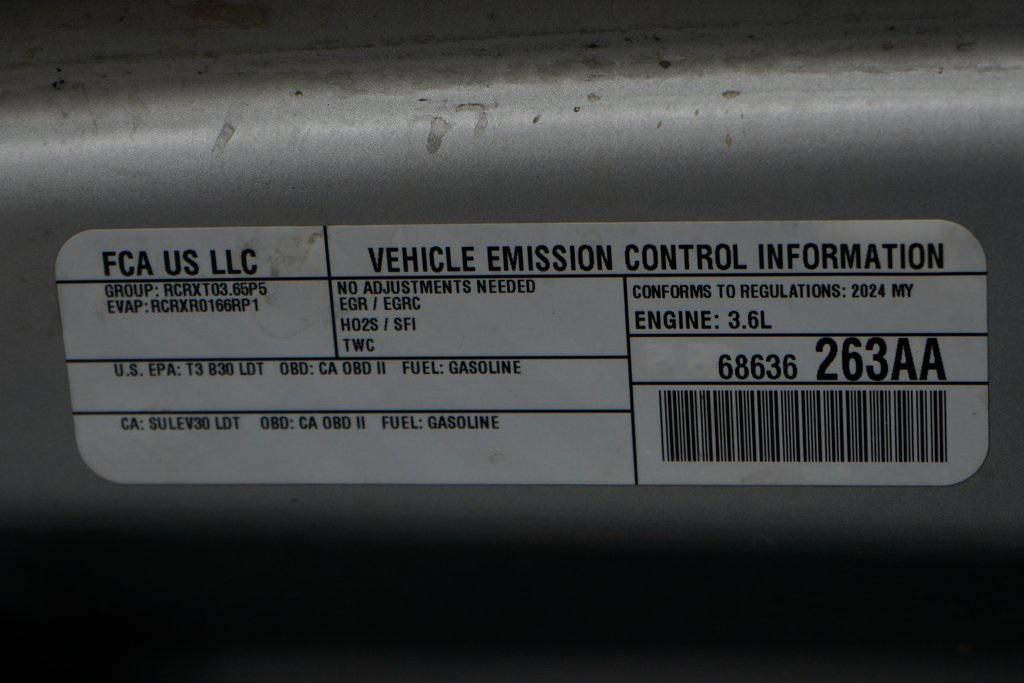 FCA US LLC
VEHICLE EMISSION CONTROL INFORMATION
GROUP: RCRXT03.65P5
EVAP: RCRXR0166RP1
NO ADJUSTMENTS NEEDED
EGR / EGRC
HO2S / SFI
TWC
CONFORMS TO REGULATIONS: 2024 MY
ENGINE: 3.6L
68636 263AA
U.S. EPA: T3 B30 LDT OBD: CA OBD II FUEL: GASOLINE
CA: SULEV30 LDT OBD: CA OBD II FUEL: GASOLINE